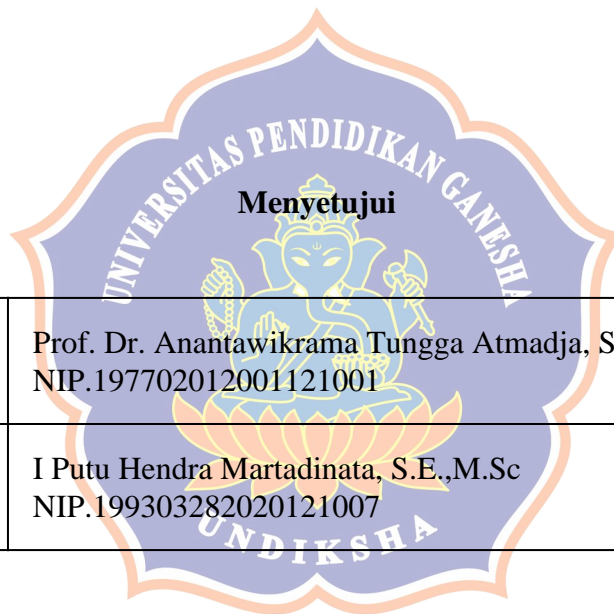 UNIVERSITAS PENDIDIKAN GANESHA
Menyetujui
Prof. Dr. Anantawikrama Tungga Atmadja, S
NIP.197702012001121001
I Putu Hendra Martadinata, S.E.,M.Sc
NIP.199303282020121007
UNDIKSHA